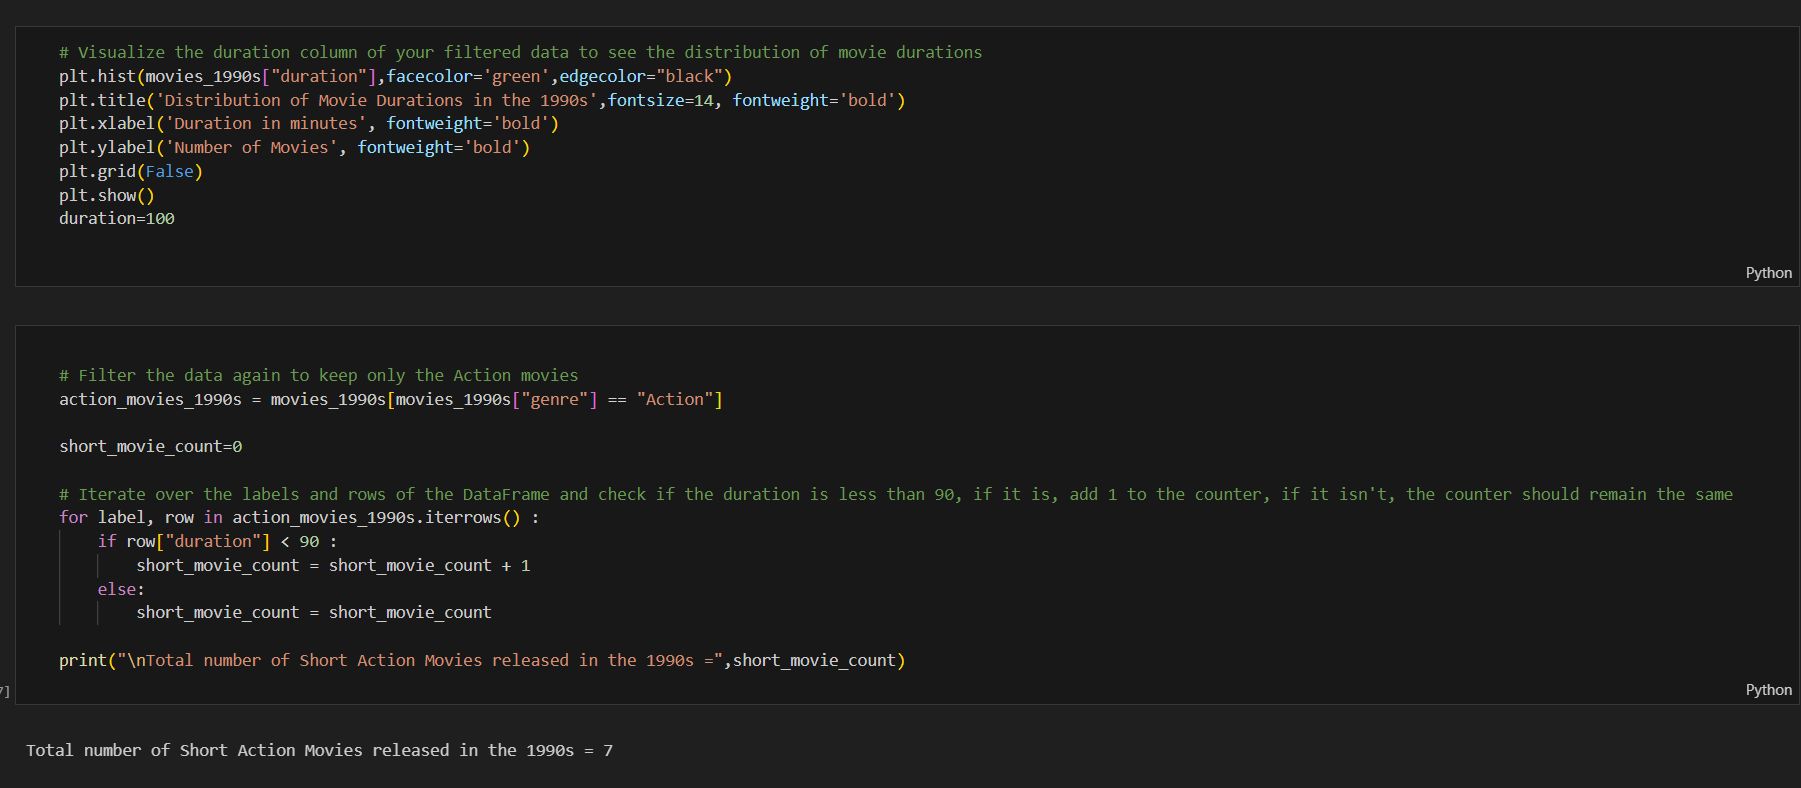 # Visualize the duration column of your filtered data to see the distribution of movie durations
plt.hist(movies_1990s["duration"],facecolor='green',edgecolor="black")
plt.title('Distribution of Movie Durations in the 1990s',fontsize=14, fontweight='bold')
plt.xlabel('Duration in minutes', fontweight='bold')
plt.ylabel('Number of Movies', fontweight='bold')
plt.grid(False)
plt.show()
duration=100
Python
# Filter the data again to keep only the Action movies
action_movies_1990s = movies_1990s[movies_1990s["genre"] == "Action"]
short_movie_count=0
# Iterate over the labels and rows of the DataFrame and check if the duration is less than 90, if it is, add 1 to the counter, if it isn't, the counter should remain the same
for label, row in action_movies_1990s.iterrows() :
    if row["duration"] < 90 :
        short_movie_count = short_movie_count + 1
    else:
        short_movie_count = short_movie_count
print("\nTotal number of Short Action Movies released in the 1990s =",short_movie_count)
Python
Total number of Short Action Movies released in the 1990s = 7